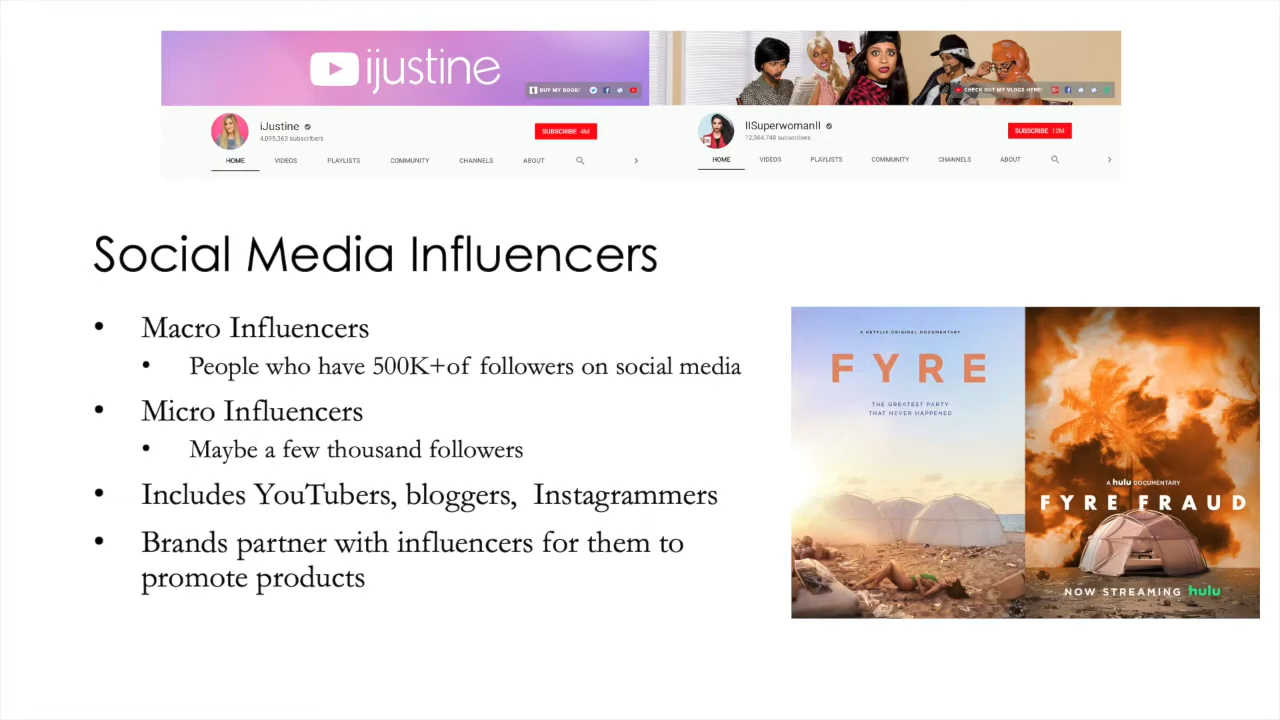 ijustine
BUY MY BOOK!
CHECK OUT MY VLOGS HERE!
iJustine
4,095,363 subscribers
SUBSCRIBE 4M
HOME VIDEOS PLAYLISTS COMMUNITY CHANNELS ABOUT
IISuperwomanII
12,364,748 subscribers
SUBSCRIBE 12M
HOME VIDEOS PLAYLISTS COMMUNITY CHANNELS ABOUT
Social Media Influencers
• Macro Influencers
• People who have 500K+of followers on social media
• Micro Influencers
• Maybe a few thousand followers
• Includes YouTubers, bloggers, Instagrammers
• Brands partner with influencers for them to
promote products
A NETFLIX ORIGINAL DOCUMENTARY
FYRE
THE GREATEST PARTY
THAT NEVER HAPPENED
A hulu DOCUMENTARY
FYRE FRAUD
NOW STREAMING hulu